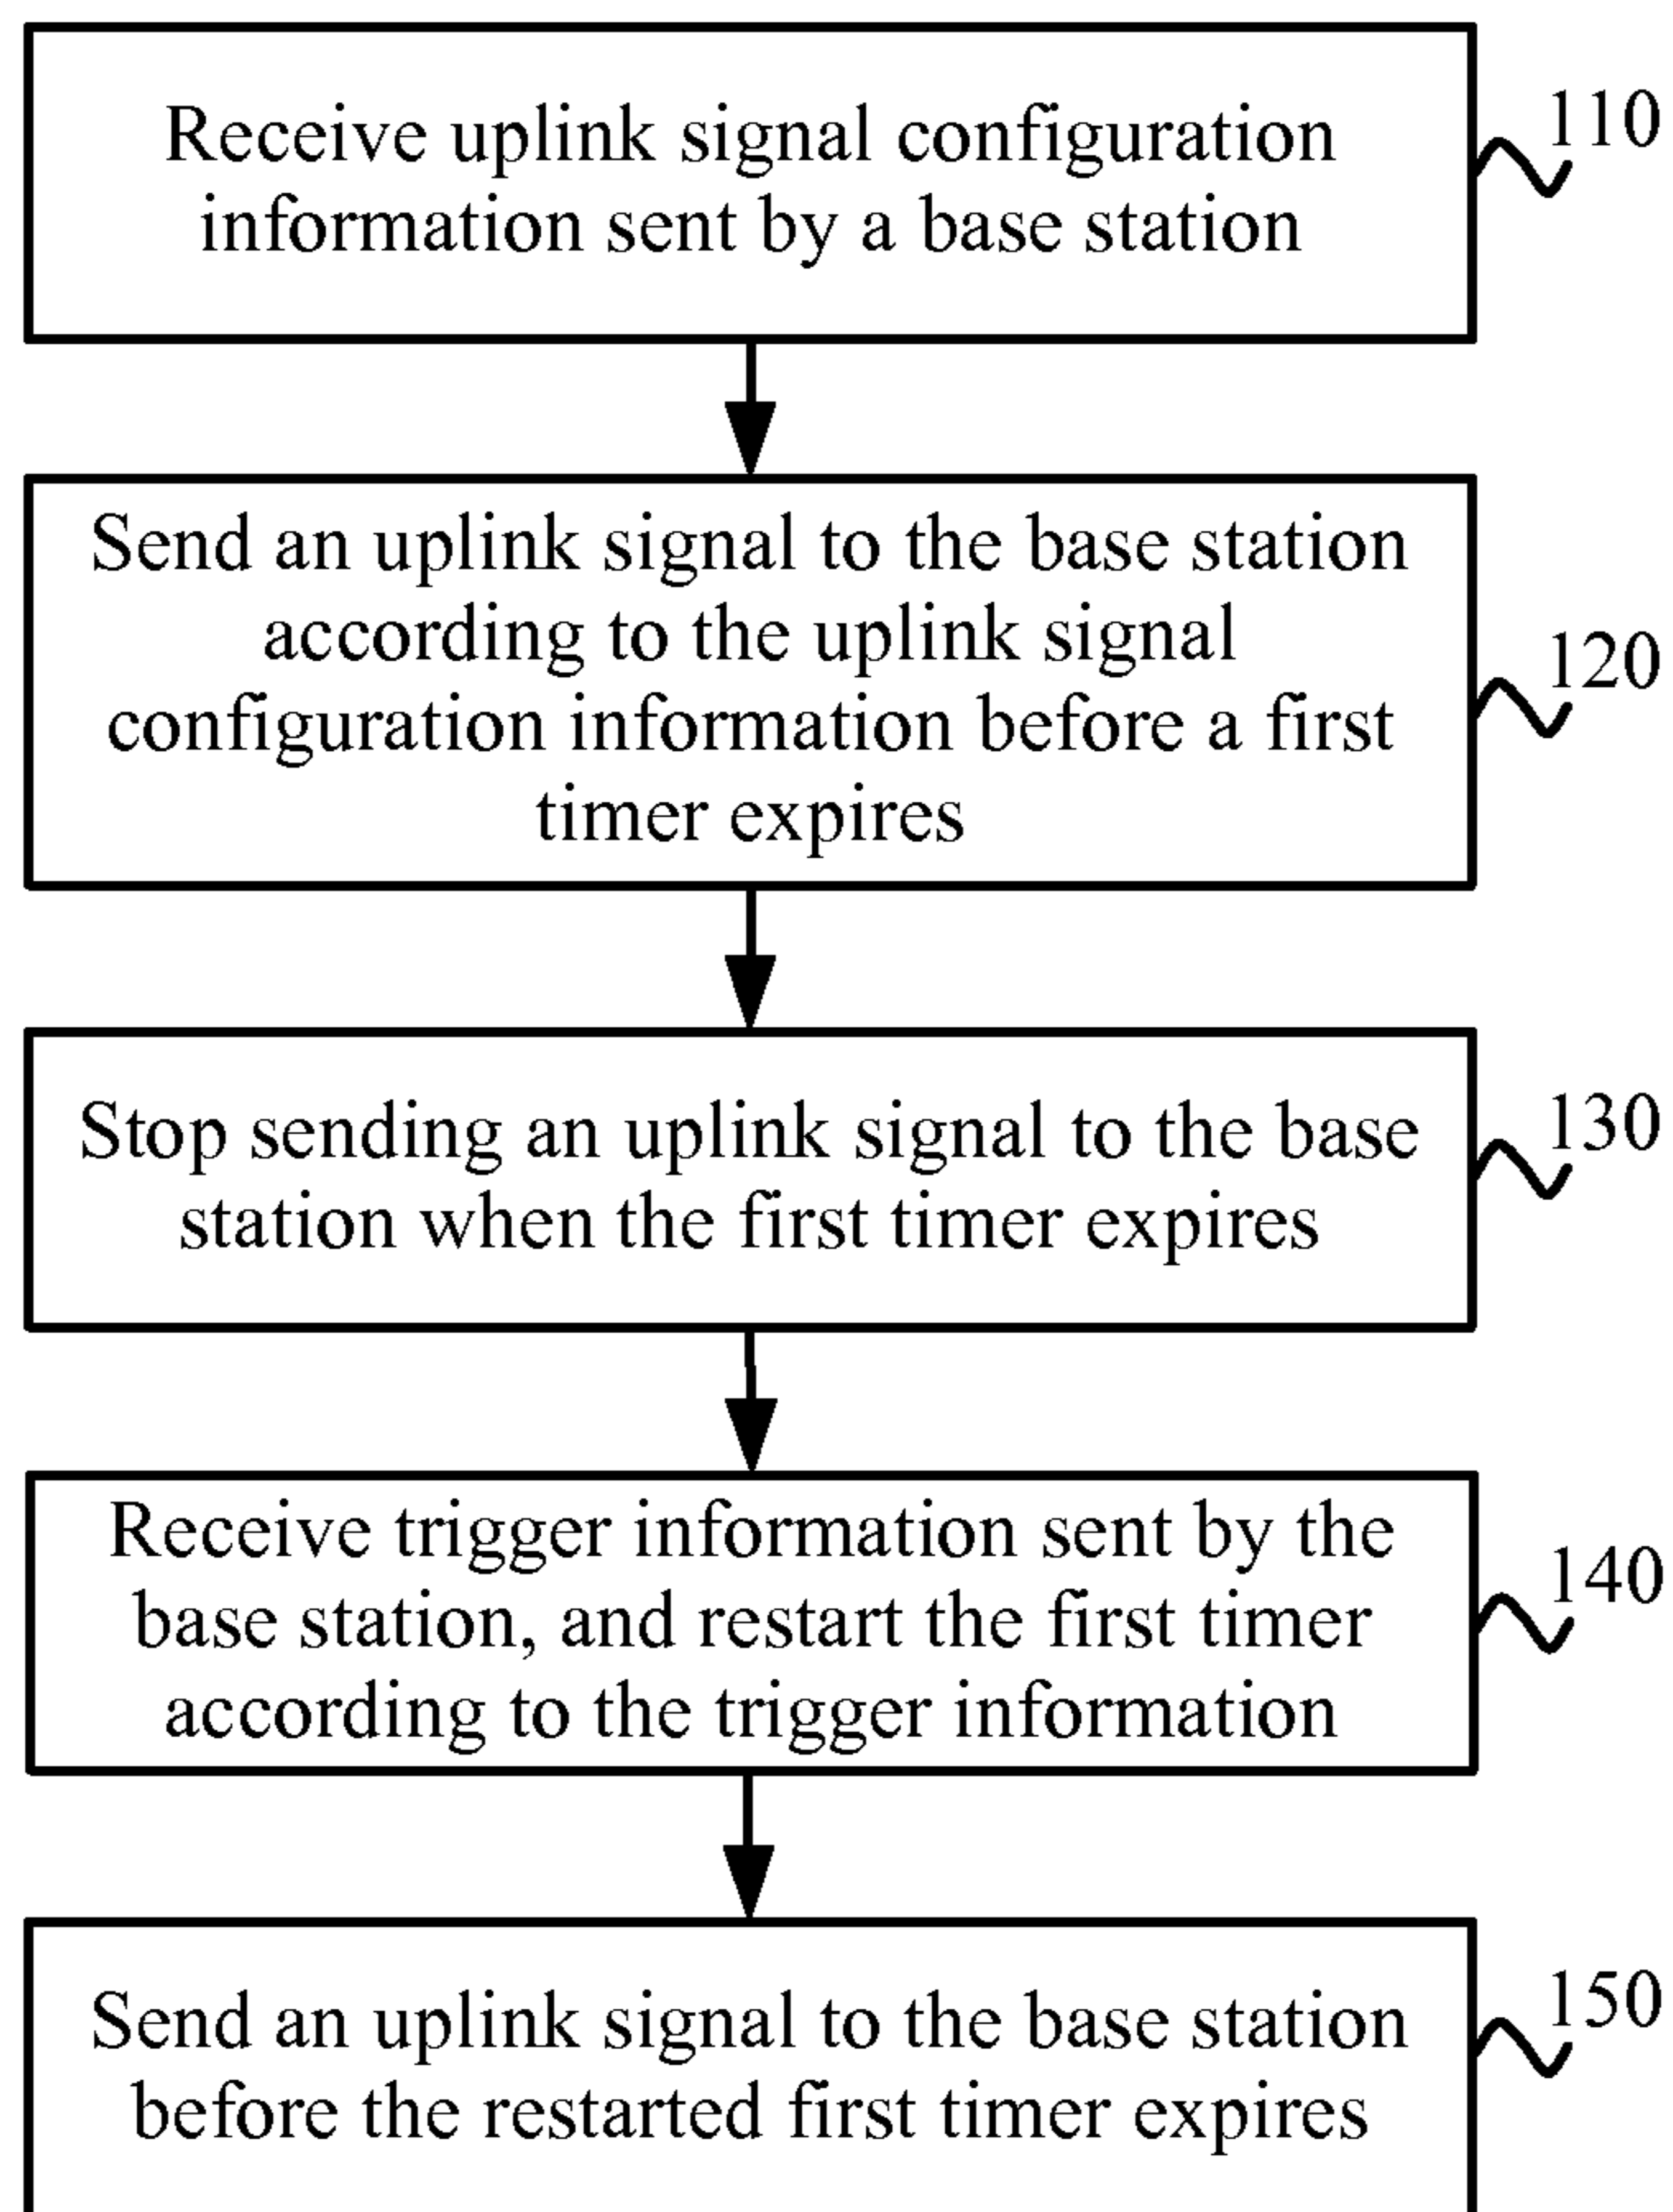 Receive uplink signal configuration
information sent by a base station
110
Send an uplink signal to the base station
according to the uplink signal
configuration information before a first
timer expires
120
Stop sending an uplink signal to the base
station when the first timer expires
130
Receive trigger information sent by the
base station, and restart the first timer
according to the trigger information
140
Send an uplink signal to the base station
before the restarted first timer expires
150